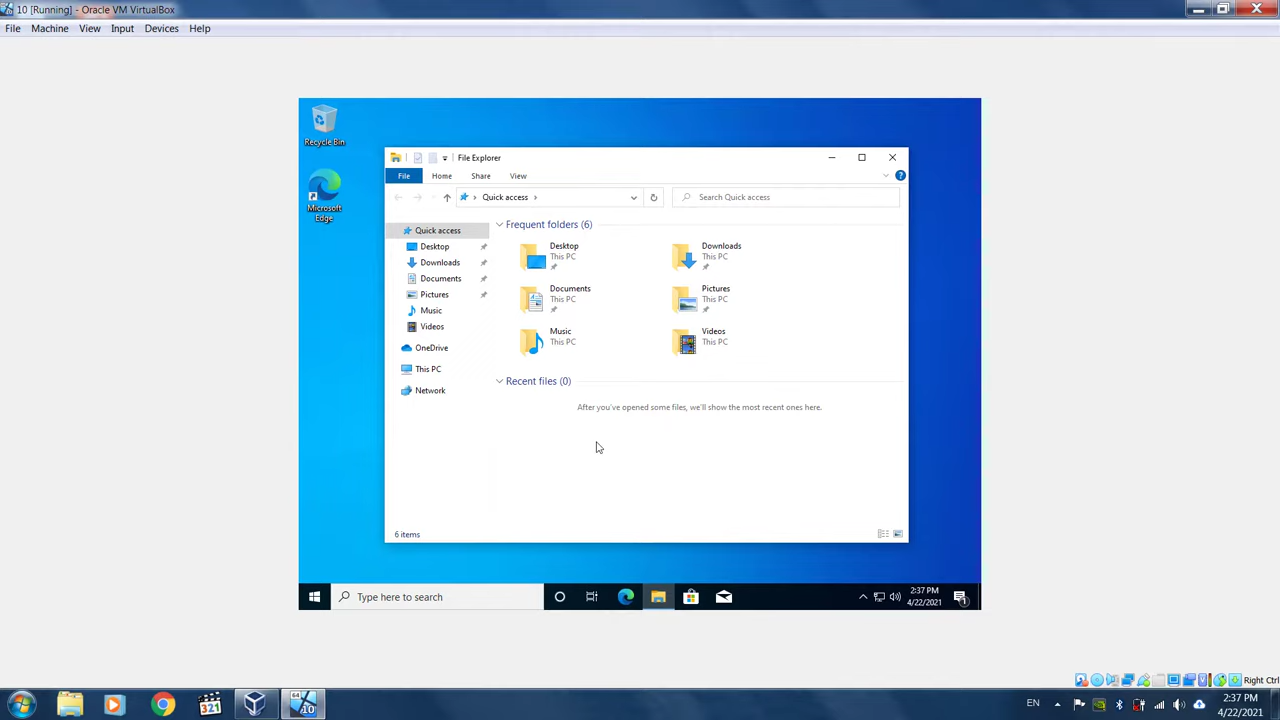 10 [Running] - Oracle VM VirtualBox
File Machine View Input Devices Help
Recycle Bin
Microsoft
Edge
File Explorer
File Home Share View
Quick access
Search Quick access
Quick access
Desktop
Downloads
Documents
Pictures
Music
Videos
OneDrive
This PC
Network
Frequent folders (6)
Desktop
This PC
Downloads
This PC
Documents
This PC
Pictures
This PC
Music
This PC
Videos
This PC
Recent files (0)
After you've opened some files, we'll show the most recent ones here.
6 items
Type here to search
2:37 PM
4/22/2021
1
Right Ctrl
321
64
10
EN
2:37 PM
4/22/2021